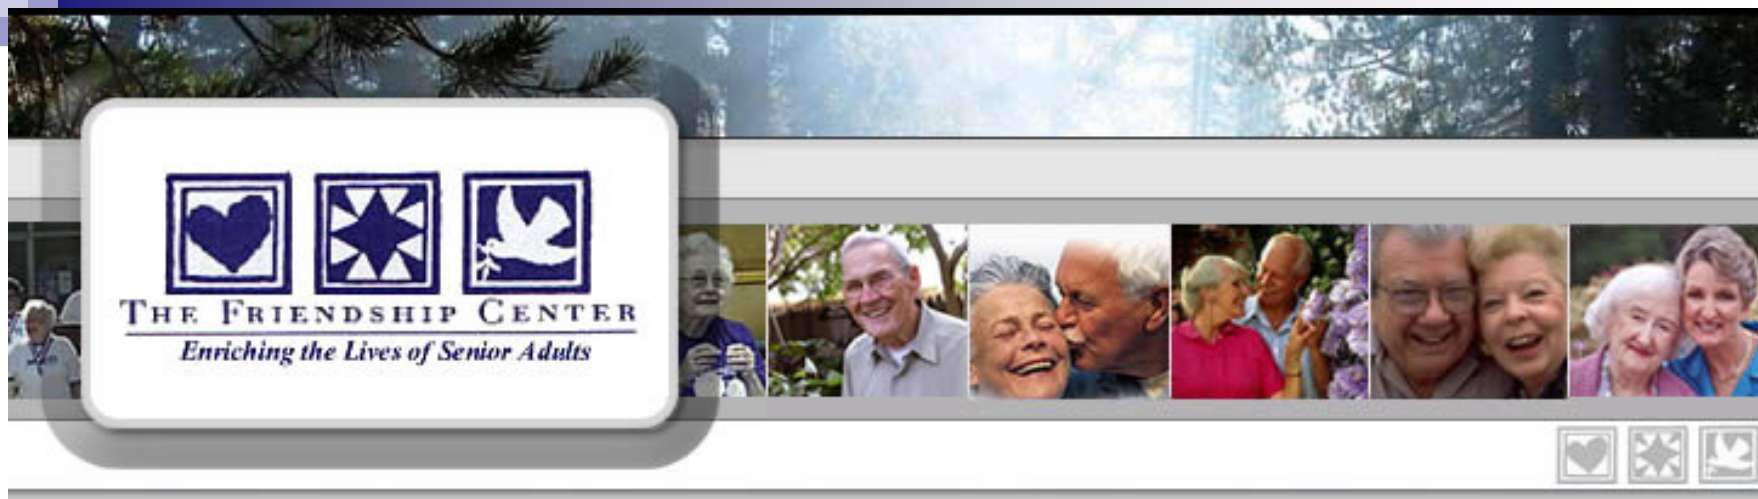 THE FRIENDSHIP CENTER
Enriching the Lives of Senior Adults